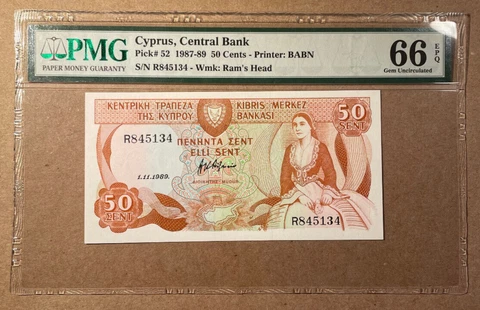 PMG
PAPER MONEY GUARANTY
Cyprus, Central Bank
Pick# 52 1987-89 50 Cents - Printer: BABN
S/N R845134 - Wmk: Ram's Head
66 EPQ
Gem Uncirculated
ΚΕΝΤΡΙΚΗ ΤΡΑΠΕΖΑ
ΤΗΣ ΚΥΠΡΟΥ
KIBRIS MERKEZ
BANKASI
50
ΣΕΝΤ
R845134
ΠΕΝΗΝΤΑ ΣΕΝΤ
ELLİ SENT
1.11.1989.
50
ΣΕΝΤ
R845134